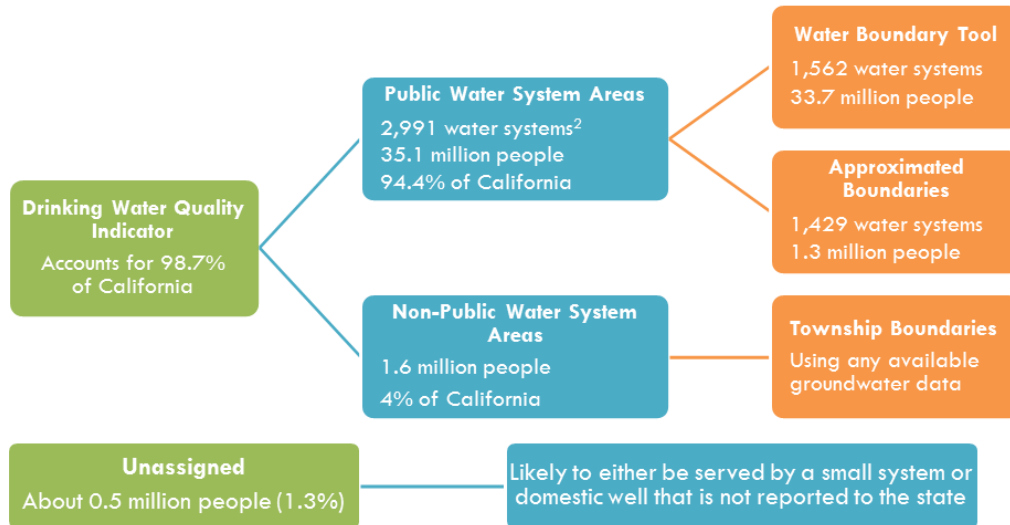 Drinking Water Quality
Indicator
Accounts for 98.7%
of California
Public Water System Areas
2,991 water systems²
35.1 million people
94.4% of California
Non-Public Water System
Areas
1.6 million people
4% of California
Water Boundary Tool
1,562 water systems
33.7 million people
Approximated
Boundaries
1,429 water systems
1.3 million people
Township Boundaries
Using any available
groundwater data
Unassigned
About 0.5 million people (1.3%)
Likely to either be served by a small system or
domestic well that is not reported to the state